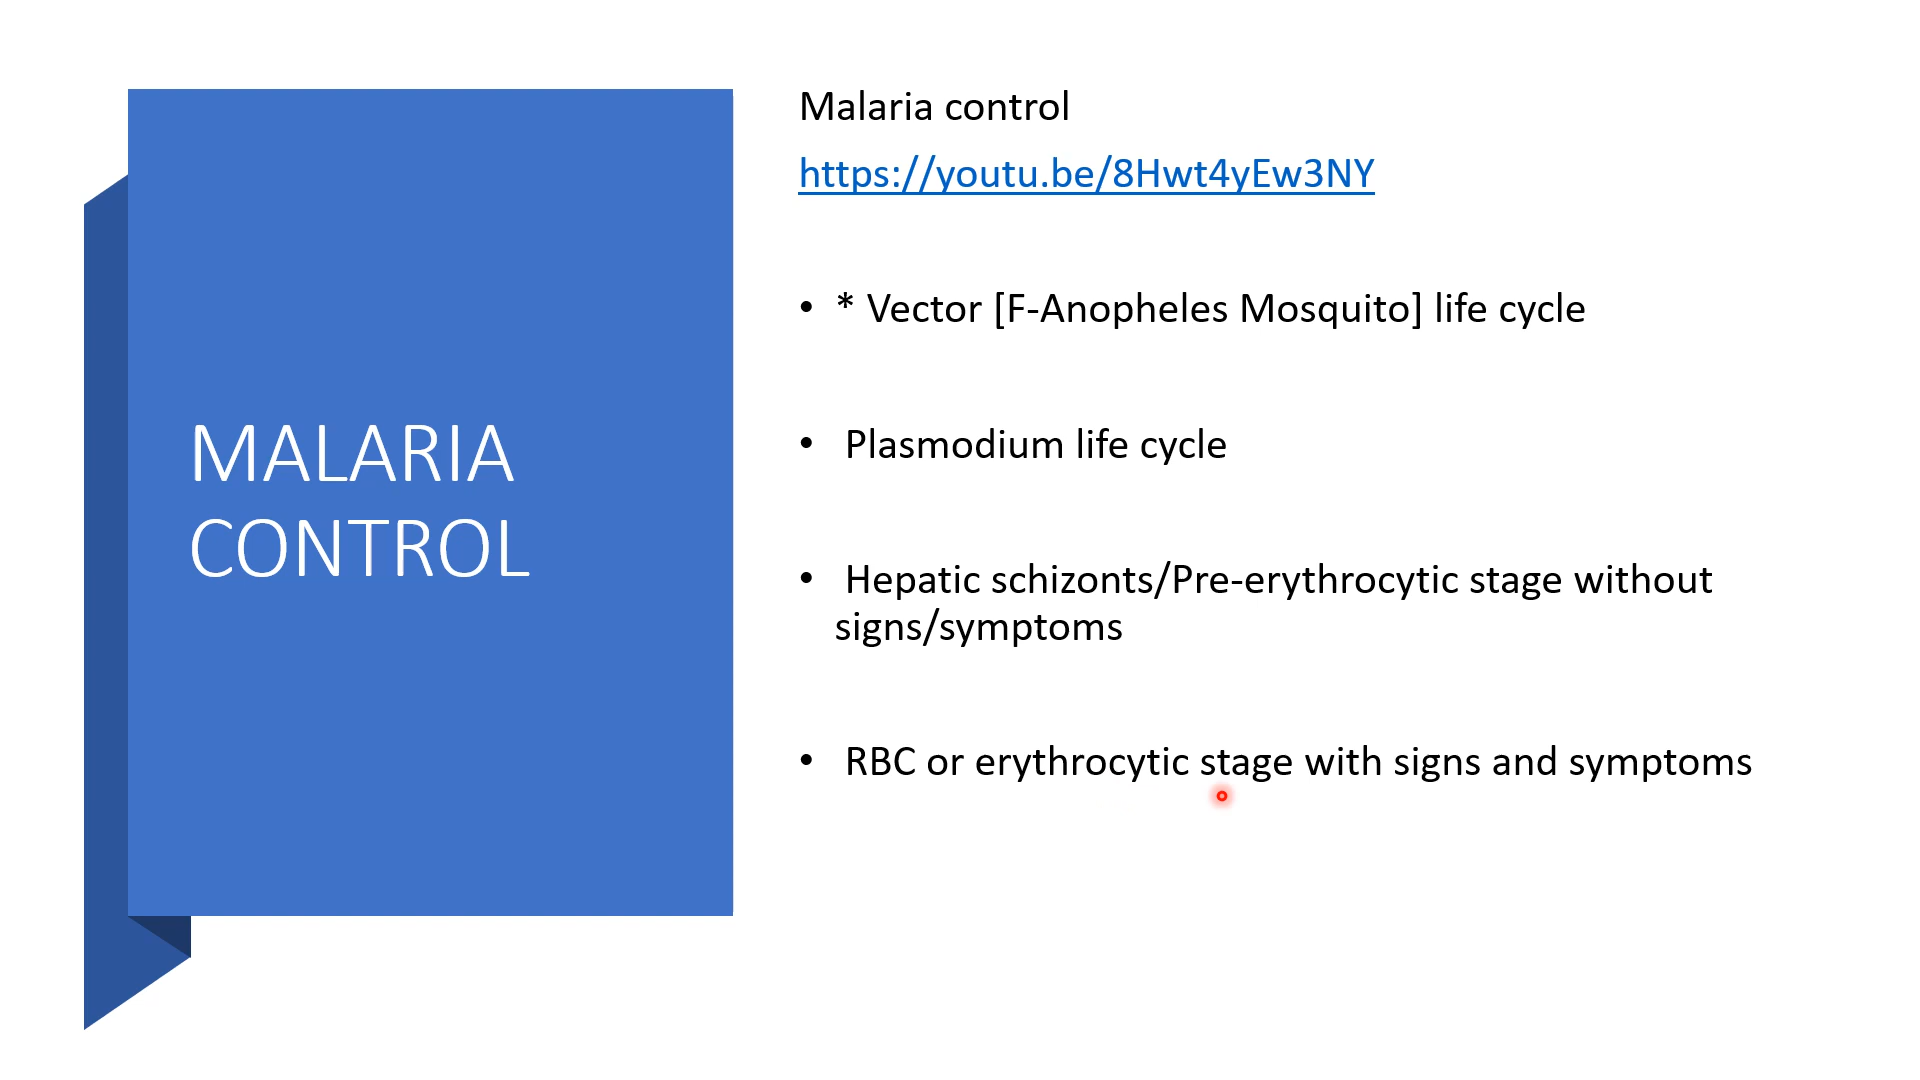 MALARIA
CONTROL
Malaria control
https://youtu.be/8Hwt4yEw3NY
• * Vector [F-Anopheles Mosquito] life cycle
• Plasmodium life cycle
• Hepatic schizonts/Pre-erythrocytic stage without
signs/symptoms
• RBC or erythrocytic stage with signs and symptoms